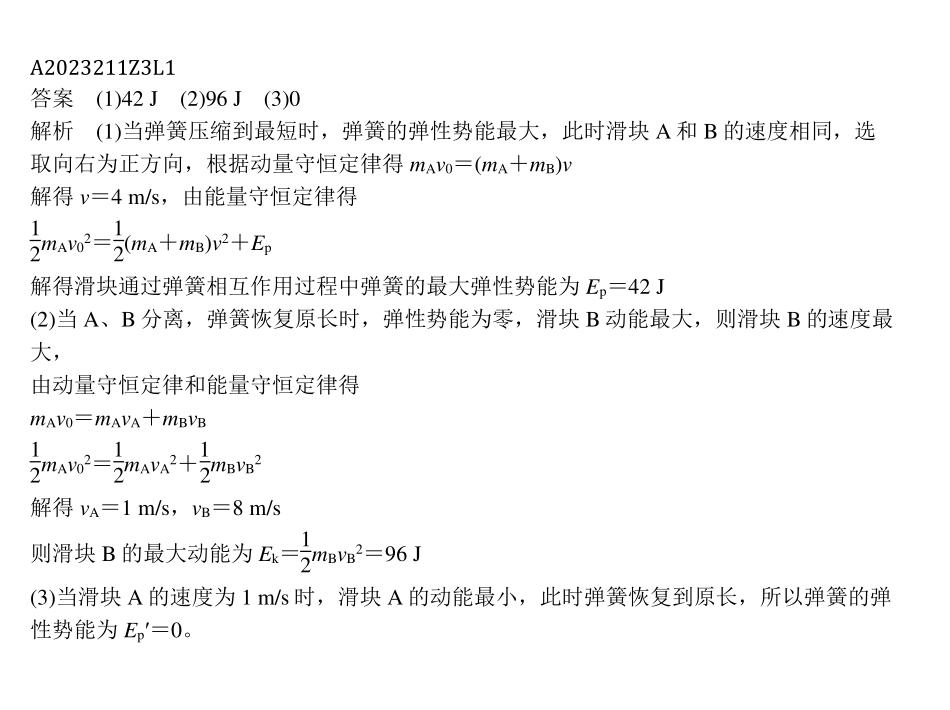 A2023211Z3L1
答案 (1)42 J (2)96 J (3)0
解析 (1)当弹簧压缩到最短时，弹簧的弹性势能最大，此时滑块 A 和 B 的速度相同，选
取向右为正方向，根据动量守恒定律得 m_Av_0＝(m_A＋m_B)v
解得 v＝4 m/s，由能量守恒定律得
\frac{1}{2}m_Av_0^2＝\frac{1}{2}(m_A＋m_B)v^2＋E_p
解得滑块通过弹簧相互作用过程中弹簧的最大弹性势能为 E_p＝42 J
(2)当 A、B 分离，弹簧恢复原长时，弹性势能为零，滑块 B 动能最大，则滑块 B 的速度最
大，
由动量守恒定律和能量守恒定律得
m_Av_0＝m_Av_A＋m_Bv_B
\frac{1}{2}m_Av_0^2＝\frac{1}{2}m_Av_A^2＋\frac{1}{2}m_Bv_B^2
解得 v_A＝1 m/s，v_B＝8 m/s
则滑块 B 的最大动能为 E_k＝\frac{1}{2}m_Bv_B^2＝96 J
(3)当滑块 A 的速度为 1 m/s 时，滑块 A 的动能最小，此时弹簧恢复到原长，所以弹簧的弹
性势能为 E_p′＝0。